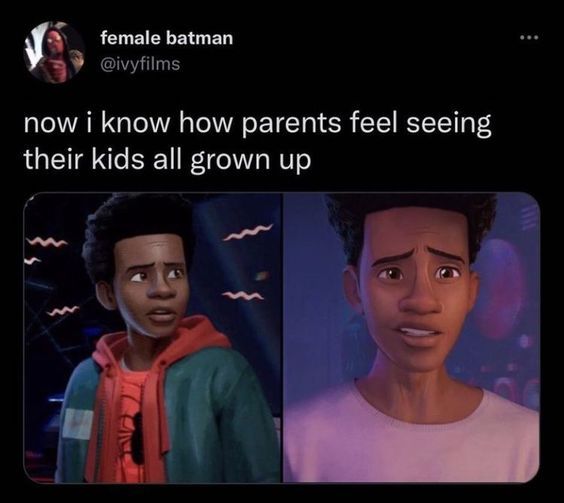 female batman
@ivyfilms
now i know how parents feel seeing
their kids all grown up